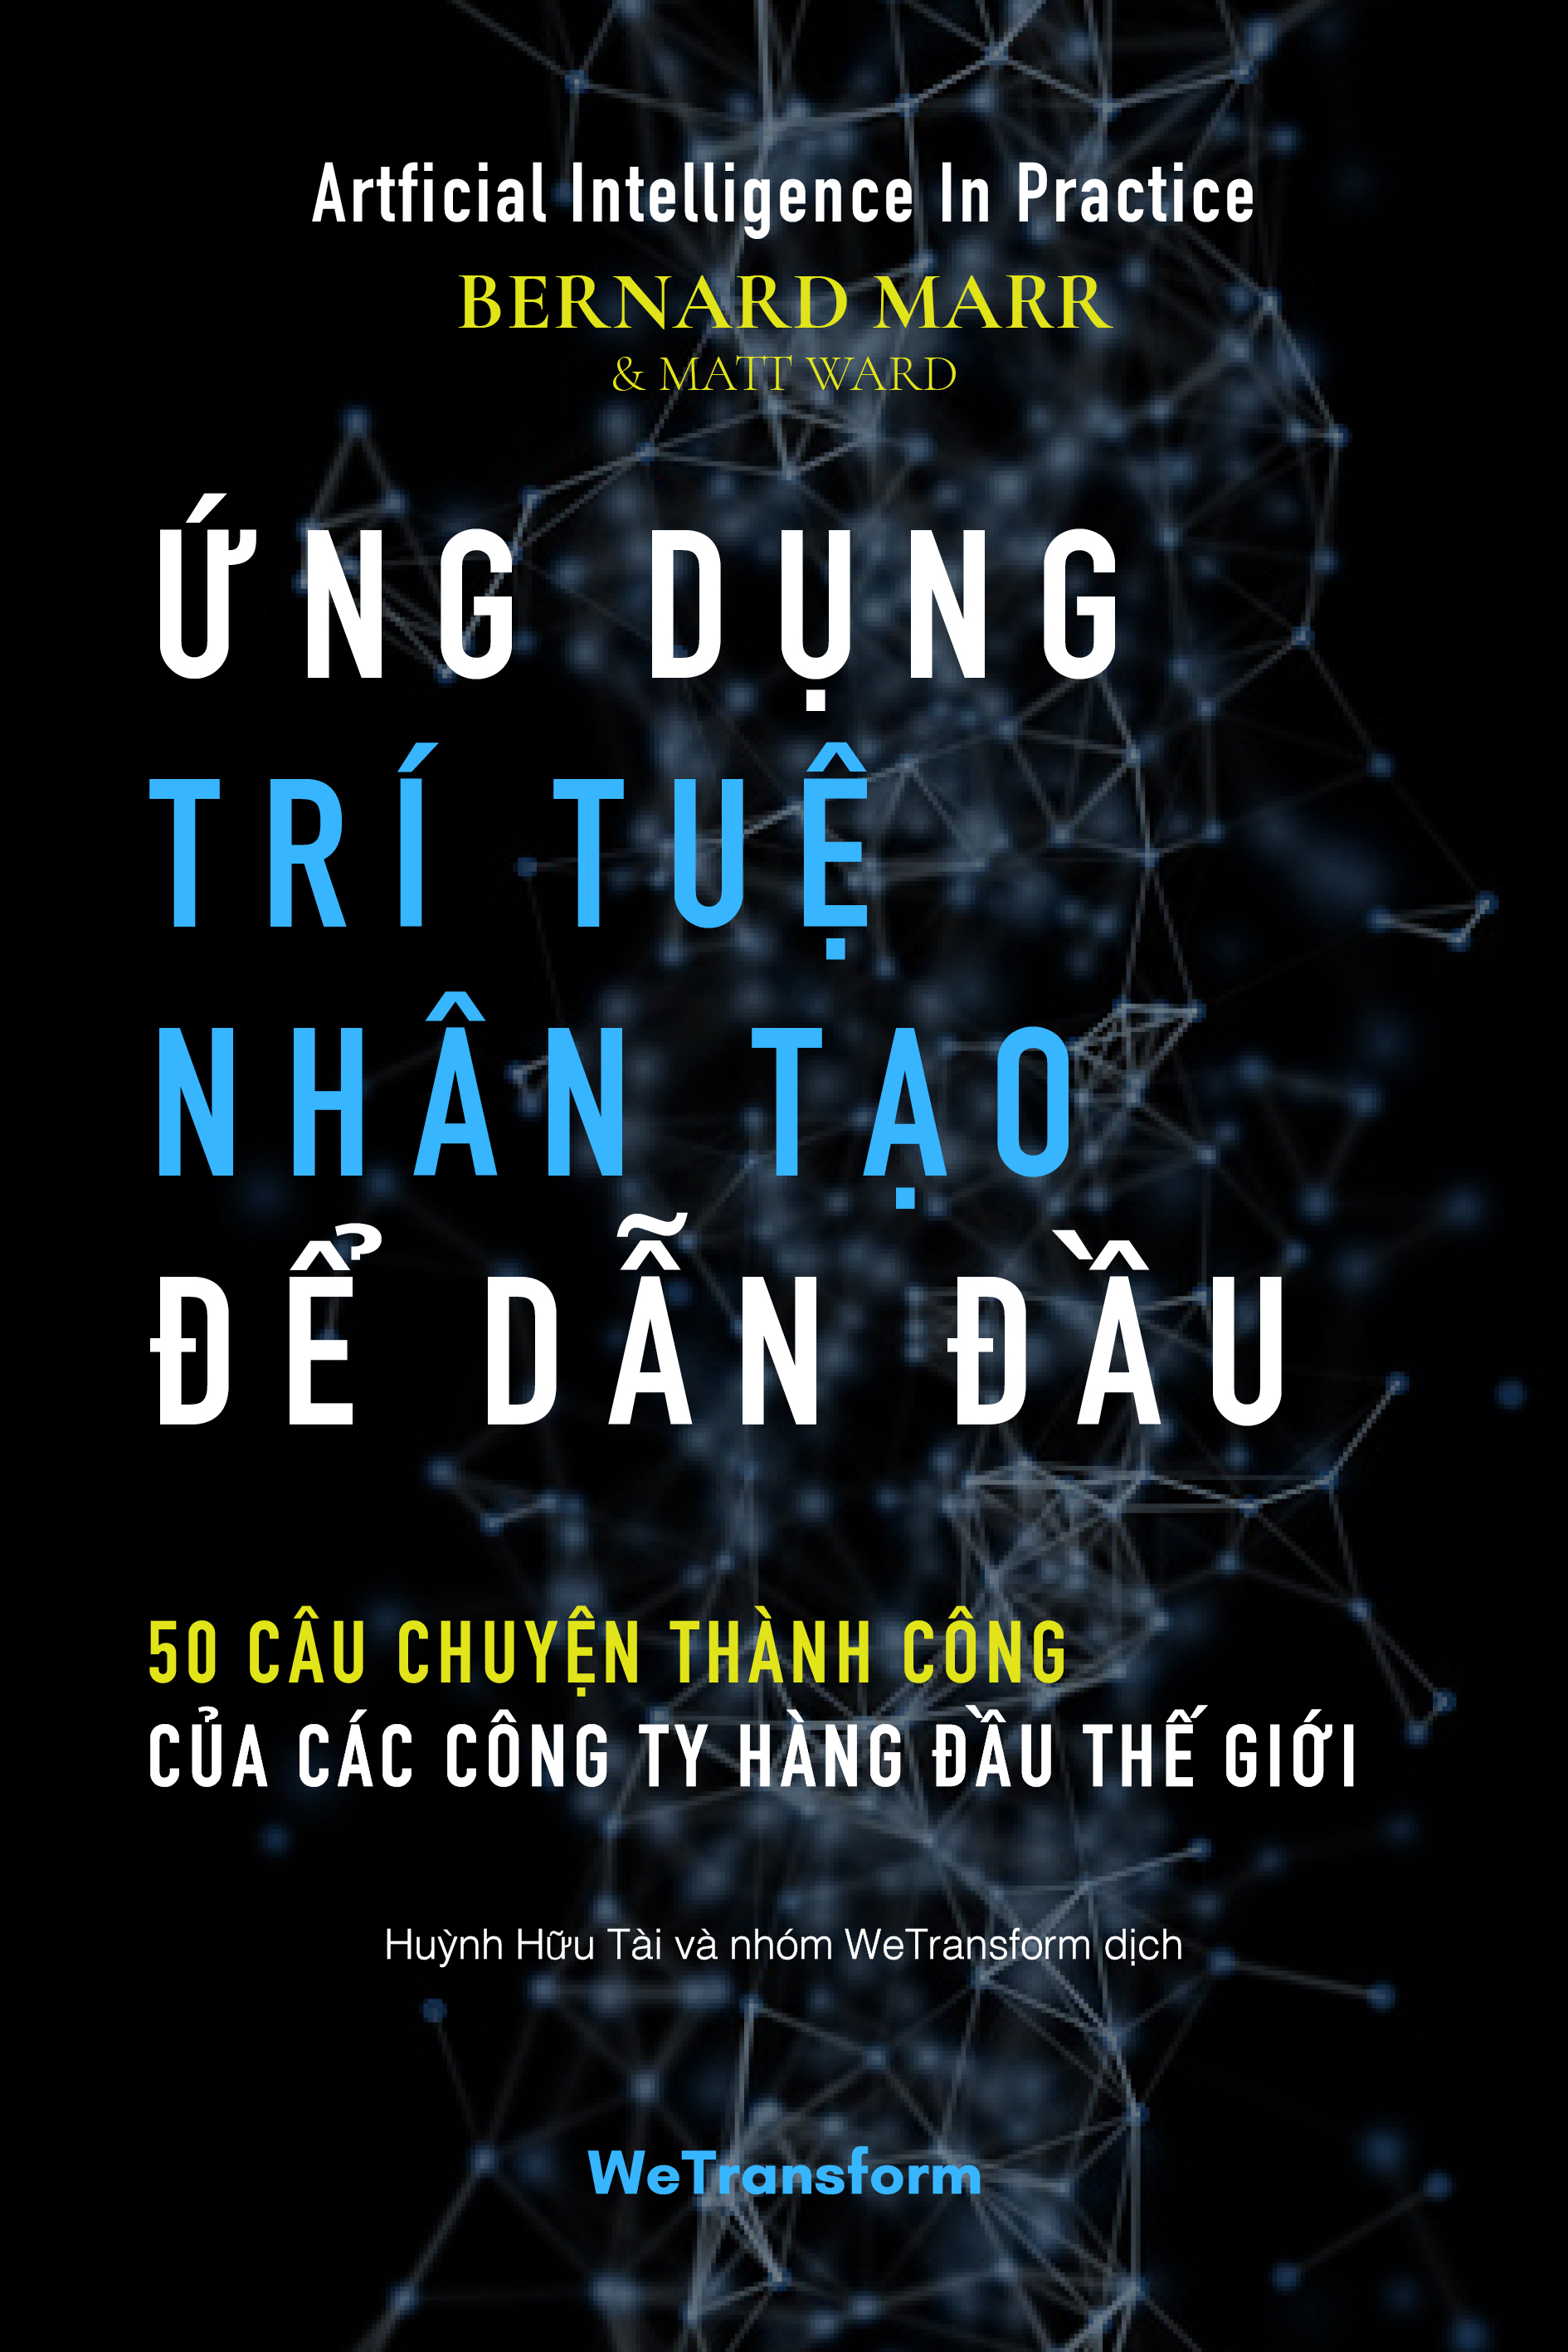 Artficial Intelligence In Practice
BERNARD MARR
& MATT WARD
ỨNG DỤNG
TRÍ TUỆ
NHÂN TẠO
ĐỂ DẪN ĐẦU
50 CÂU CHUYỆN THÀNH CÔNG
CỦA CÁC CÔNG TY HÀNG ĐẦU THẾ GIỚI
Huỳnh Hữu Tài và nhóm WeTransform dịch
WeTransform